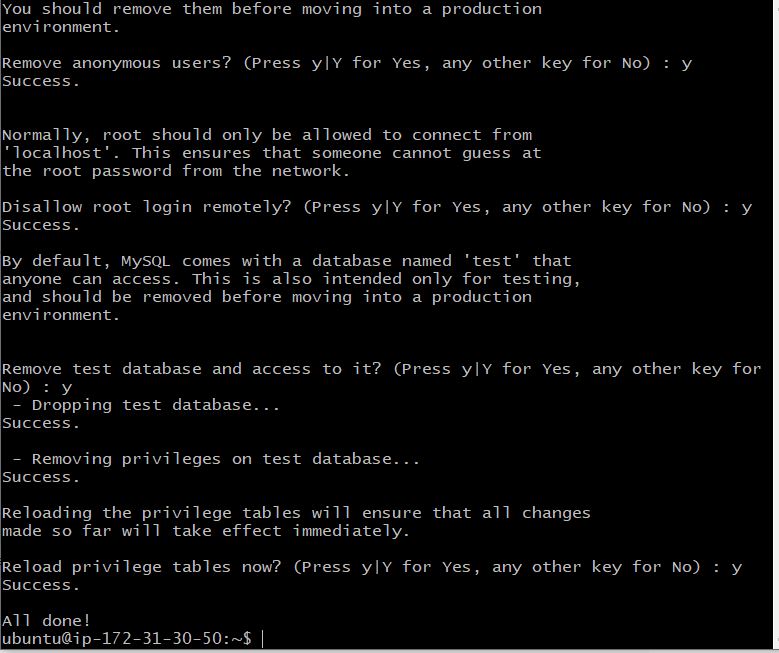 You should remove them before moving into a production
environment.
Remove anonymous users? (Press y|Y for Yes, any other key for No) : y
Success.
Normally, root should only be allowed to connect from
'localhost'. This ensures that someone cannot guess at
the root password from the network.
Disallow root login remotely? (Press y|Y for Yes, any other key for No) : y
Success.
By default, MySQL comes with a database named 'test' that
anyone can access. This is also intended only for testing,
and should be removed before moving into a production
environment.
Remove test database and access to it? (Press y|Y for Yes, any other key for
No) : y
 - Dropping test database...
Success.
 - Removing privileges on test database...
Success.
Reloading the privilege tables will ensure that all changes
made so far will take effect immediately.
Reload privilege tables now? (Press y|Y for Yes, any other key for No) : y
Success.
All done!
ubuntu@ip-172-31-30-50:~$